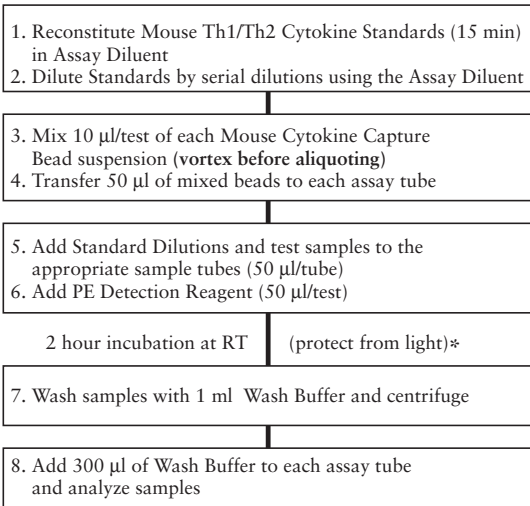 1. Reconstitute Mouse Th1/Th2 Cytokine Standards (15 min)
in Assay Diluent
2. Dilute Standards by serial dilutions using the Assay Diluent
3. Mix 10 µl/test of each Mouse Cytokine Capture
Bead suspension (vortex before aliquoting)
4. Transfer 50 µl of mixed beads to each assay tube
5. Add Standard Dilutions and test samples to the
appropriate sample tubes (50 µl/tube)
6. Add PE Detection Reagent (50 µl/test)
2 hour incubation at RT (protect from light)*
7. Wash samples with 1 ml Wash Buffer and centrifuge
8. Add 300 µl of Wash Buffer to each assay tube
and analyze samples